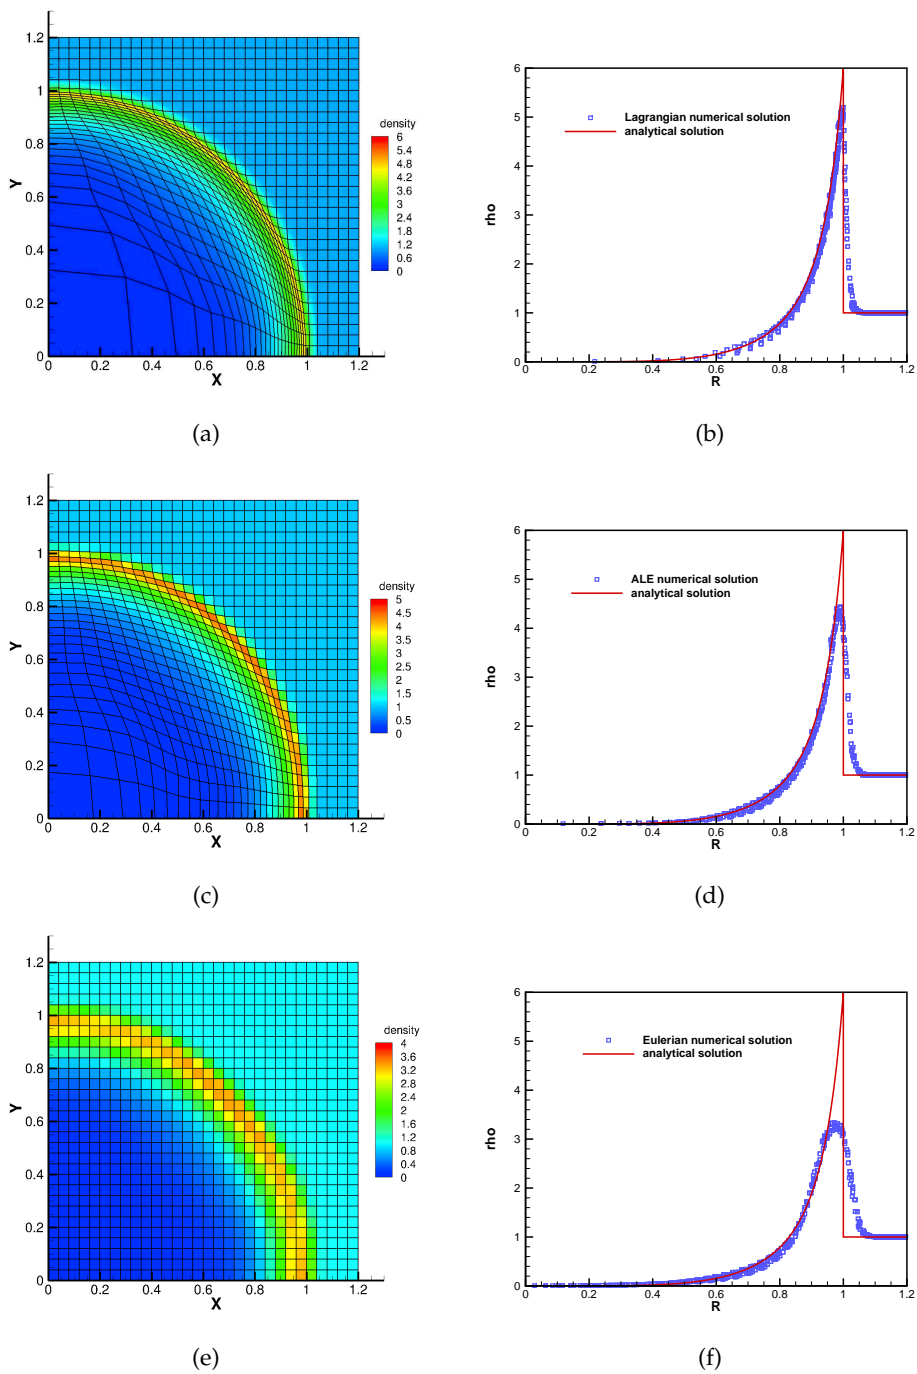 1.2
1
0.8
0.6
0.4
0.2
0
Y
0 0.2 0.4 0.6 0.8 1 1.2
X
density
6
5.4
4.8
3.6
3
2.4
1.8
1.2
0.6
0
(a)
6
5
4
3
2
1
0
rho
Lagrangian numerical solution
analytical solution
0 0.2 0.4 0.6 0.8 1 1.2
R
(b)
1.2
1
0.8
0.6
0.4
0.2
0
Y
0 0.2 0.4 0.6 0.8 1 1.2
X
density
5
4.5
4
3.5
3
2.5
2
1.5
1
0.5
0
(c)
6
5
4
3
2
1
0
rho
ALE numerical solution
analytical solution
0 0.2 0.4 0.6 0.8 1 1.2
R
(d)
1.2
1
0.8
0.6
0.4
0.2
0
Y
0 0.2 0.4 0.6 0.8 1 1.2
X
density
4
3.6
3.2
2.8
2.4
2
1.6
1.2
0.8
0.4
0
(e)
6
5
4
3
2
1
0
rho
Eulerian numerical solution
analytical solution
0 0.2 0.4 0.6 0.8 1 1.2
R
(f)